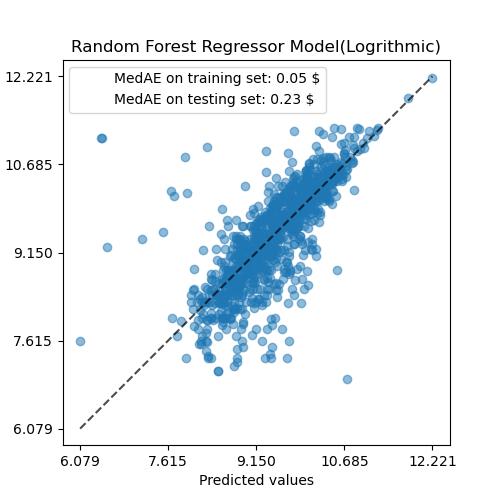 Random Forest Regressor Model(Logrithmic)
MedAE on training set: 0.05 $
MedAE on testing set: 0.23 $
12.221
10.685
9.150
7.615
6.079
6.079 7.615 9.150 10.685 12.221
Predicted values